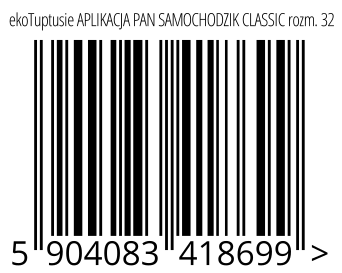 ekoTuptusie APLIKACJA PAN SAMOCHODZIK CLASSIC rozm. 32
5 904083 418699 >